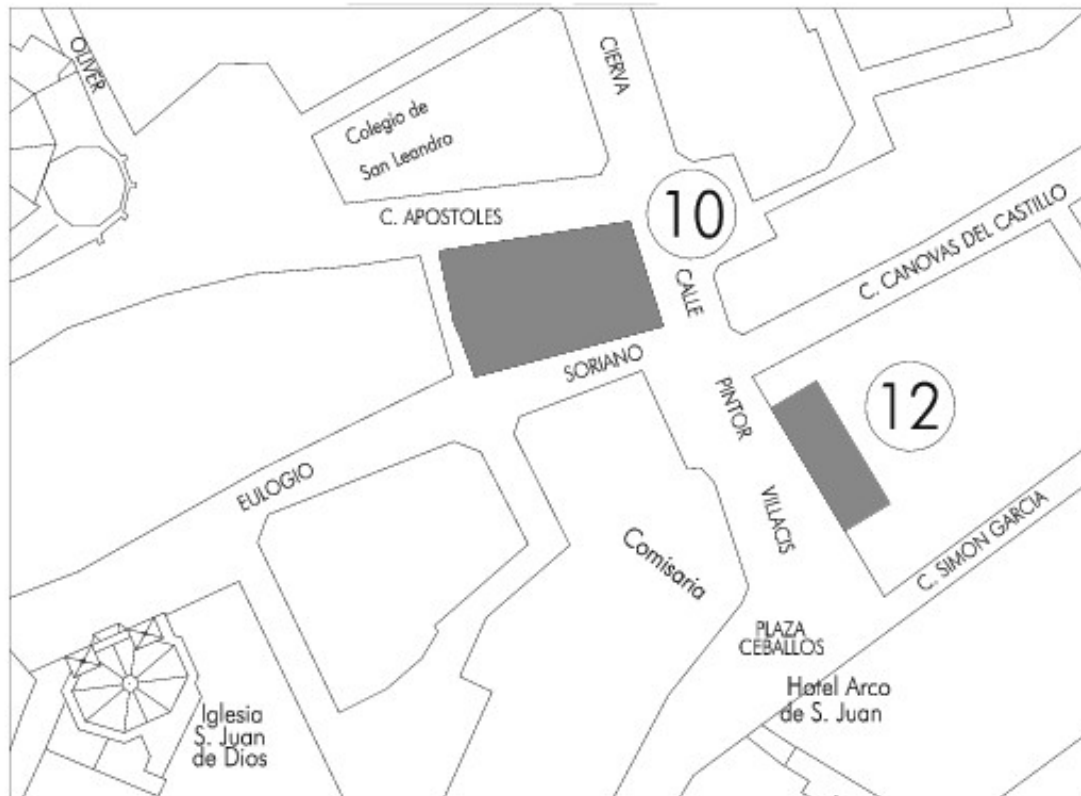 OLIVER
CIERVA
Colegio de
San Leandro
C. APOSTOLES
10
CALLE
C. CANOVAS DEL CASTILLO
SORIANO
PINTOR
12
EULOGIO
VILLACIS
Comisaria
C. SIMON GARCIA
PLAZA
CEBALLOS
Hotel Arco
de S. Juan
Iglesia
S. Juan
de Dios